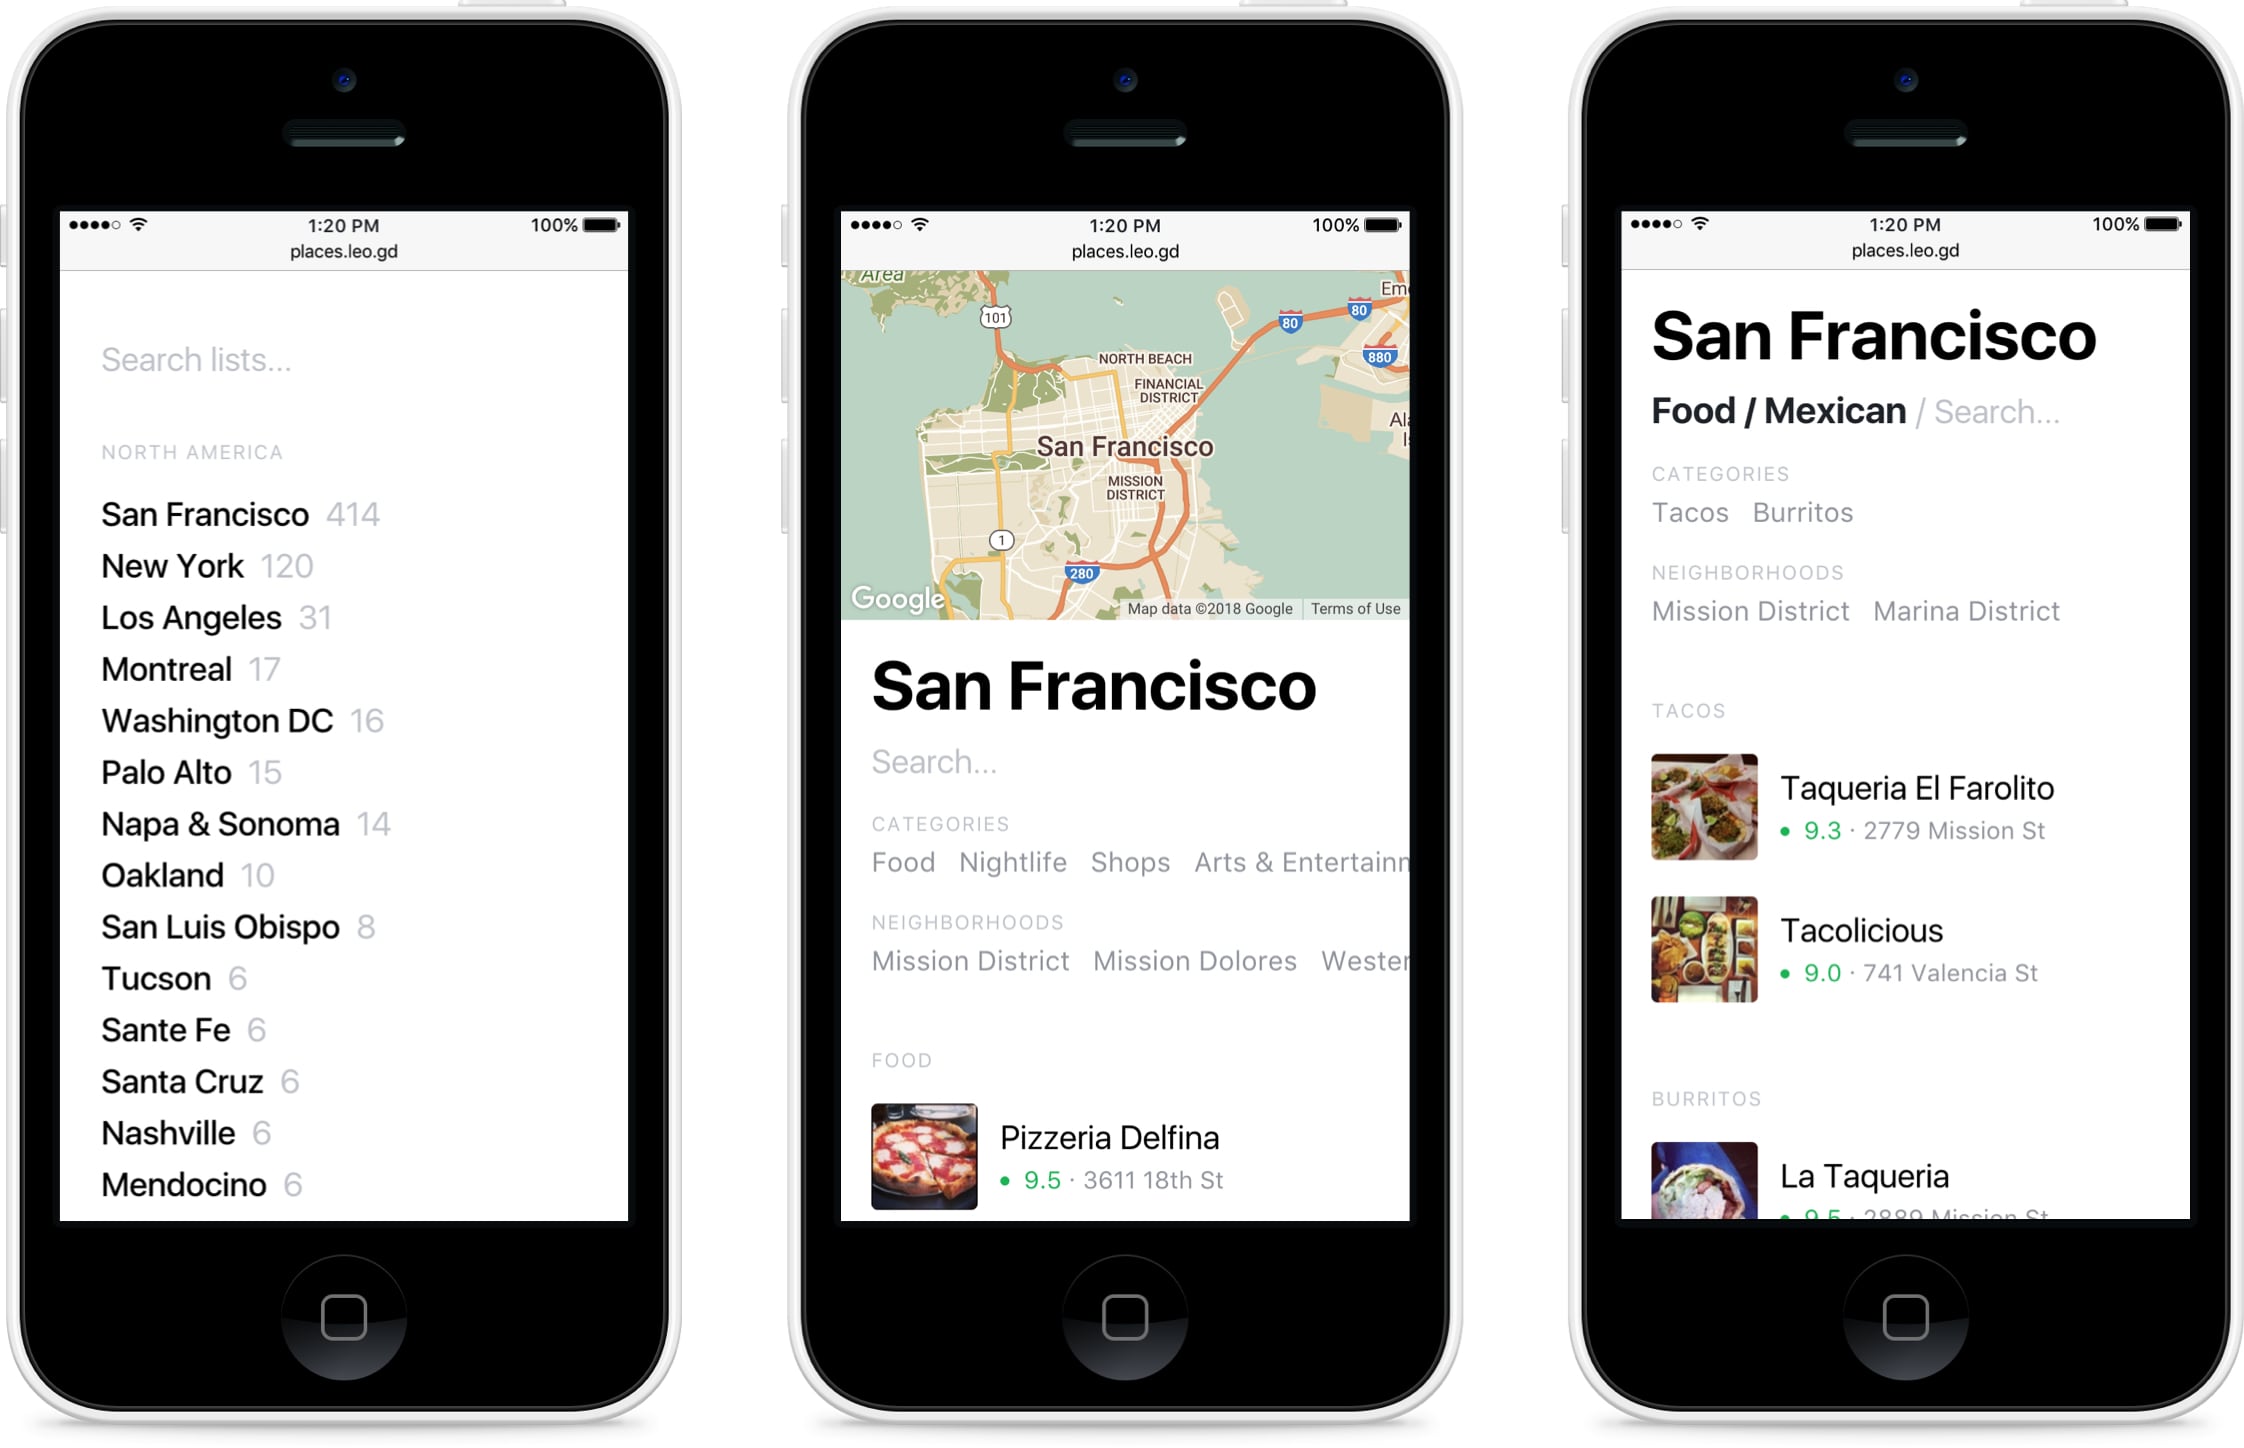 1:20 PM
100%
places.leo.gd
Search lists...
NORTH AMERICA
San Francisco 414
New York 120
Los Angeles 31
Montreal 17
Washington DC 16
Palo Alto 15
Napa & Sonoma 14
Oakland 10
San Luis Obispo 8
Tucson 6
Sante Fe 6
Santa Cruz 6
Nashville 6
Mendocino 6
1:20 PM
100%
places.leo.gd
Area
101
80
80
Eme
880
NORTH BEACH
FINANCIAL
DISTRICT
San Francisco
MISSION
DISTRICT
1
280
Google
Map data ©2018 Google
Terms of Use
San Francisco
Search...
CATEGORIES
Food Nightlife Shops Arts & Entertainn
NEIGHBORHOODS
Mission District Mission Dolores Wester
FOOD
Pizzeria Delfina
• 9.5 · 3611 18th St
1:20 PM
100%
places.leo.gd
San Francisco
Food / Mexican / Search...
CATEGORIES
Tacos Burritos
NEIGHBORHOODS
Mission District Marina District
TACOS
Taqueria El Farolito
• 9.3 · 2779 Mission St
Tacolicious
• 9.0 · 741 Valencia St
BURRITOS
La Taqueria
• 9.5 · 2889 Mission St